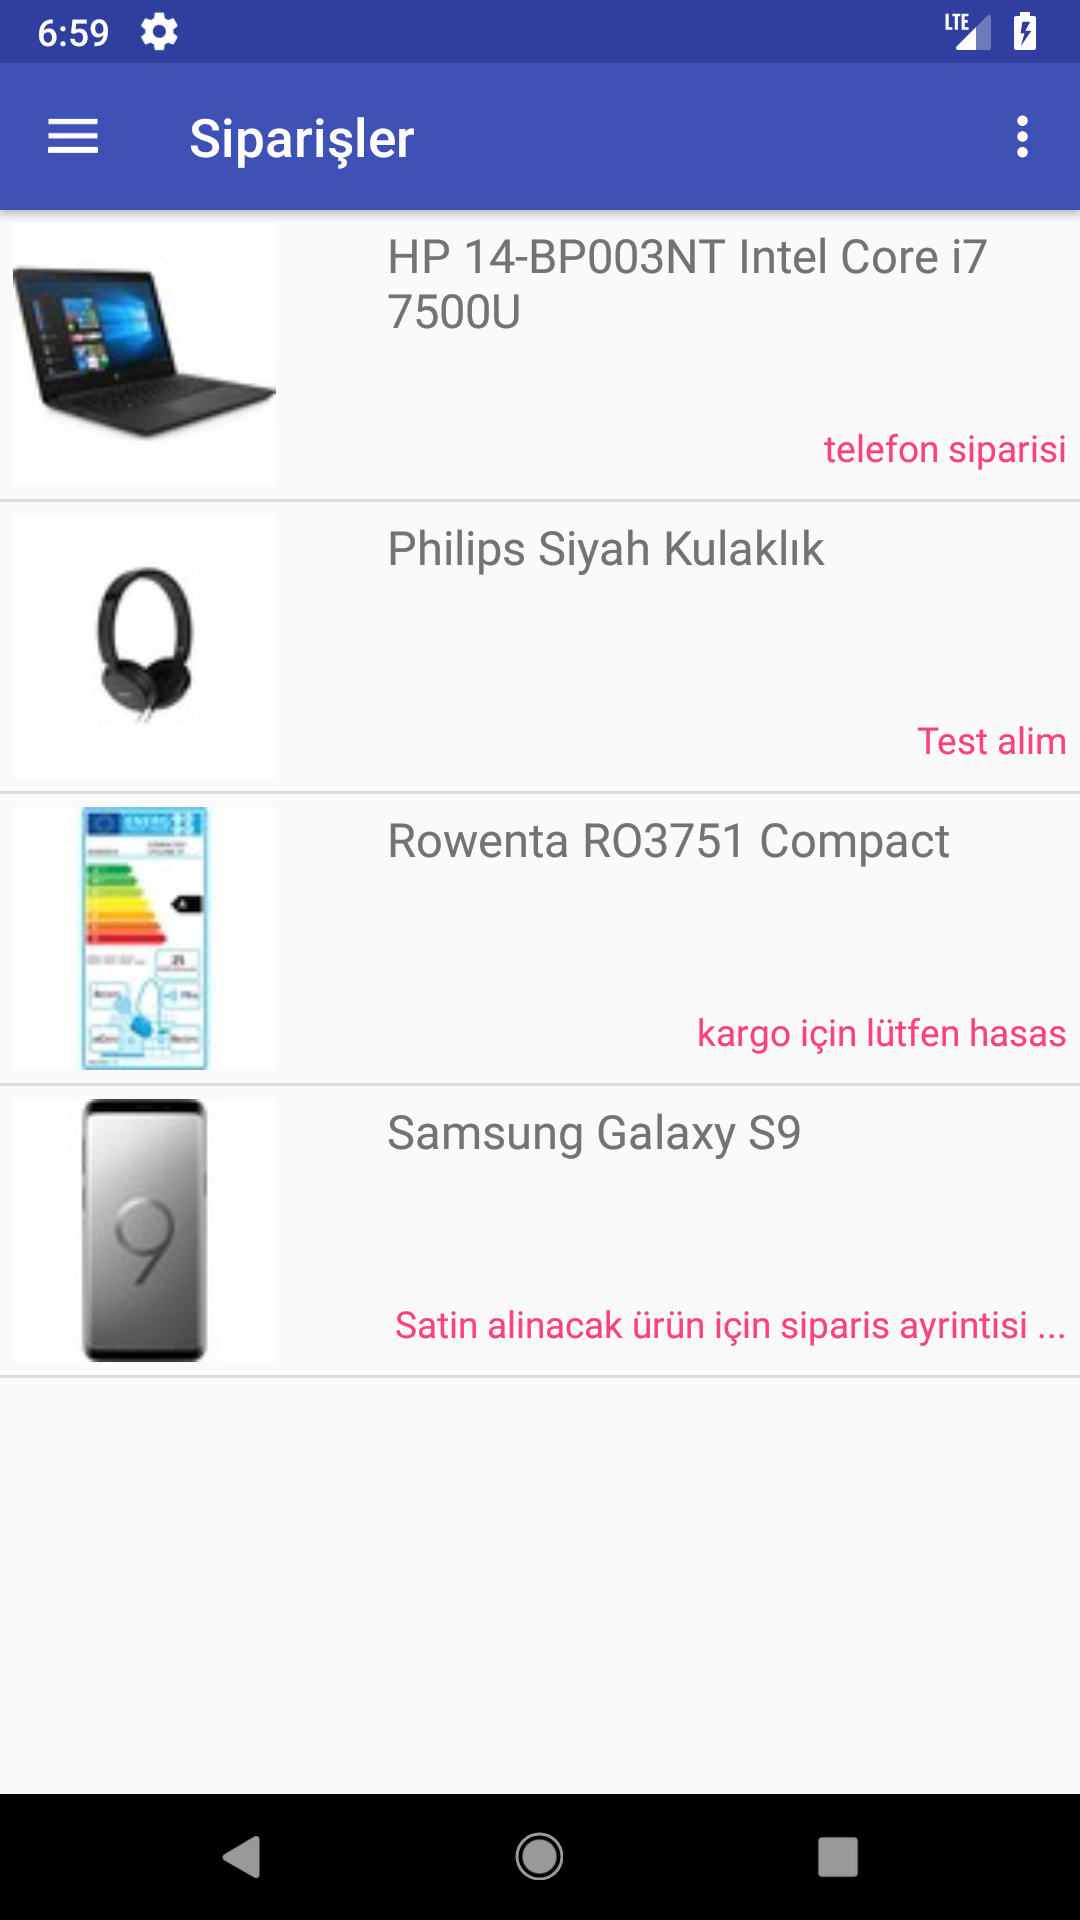 6:59
LTE
Siparişler
HP 14-BP003NT Intel Core i7
7500U
telefon siparisi
Philips Siyah Kulaklık
Test alim
Rowenta RO3751 Compact
kargo için lütfen hasas
Samsung Galaxy S9
9
Satin alinacak ürün için siparis ayrintisi ...